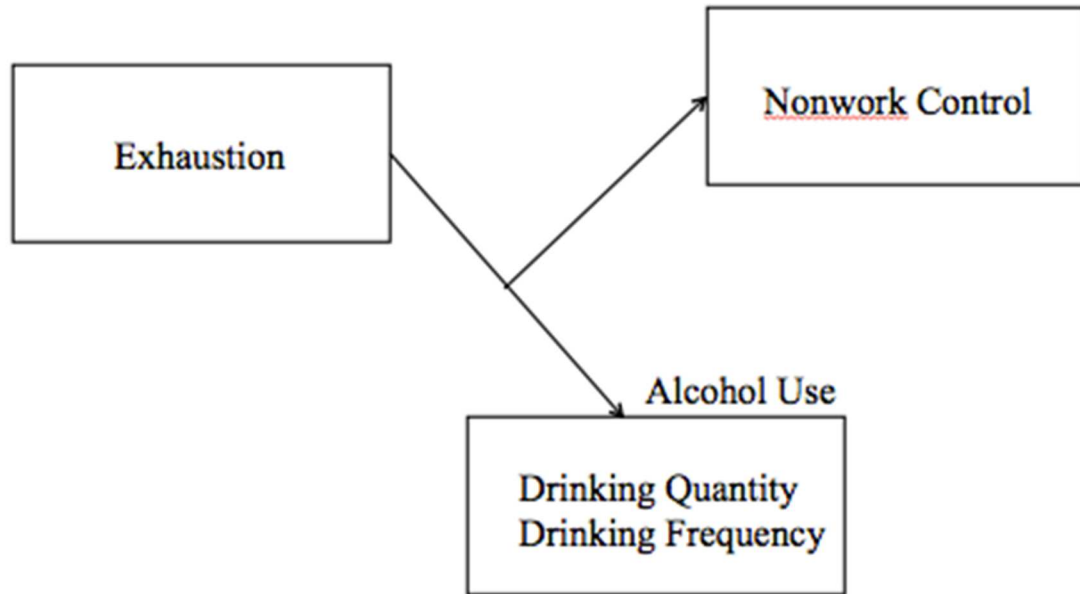 Exhaustion
Nonwork Control
Alcohol Use
Drinking Quantity
Drinking Frequency